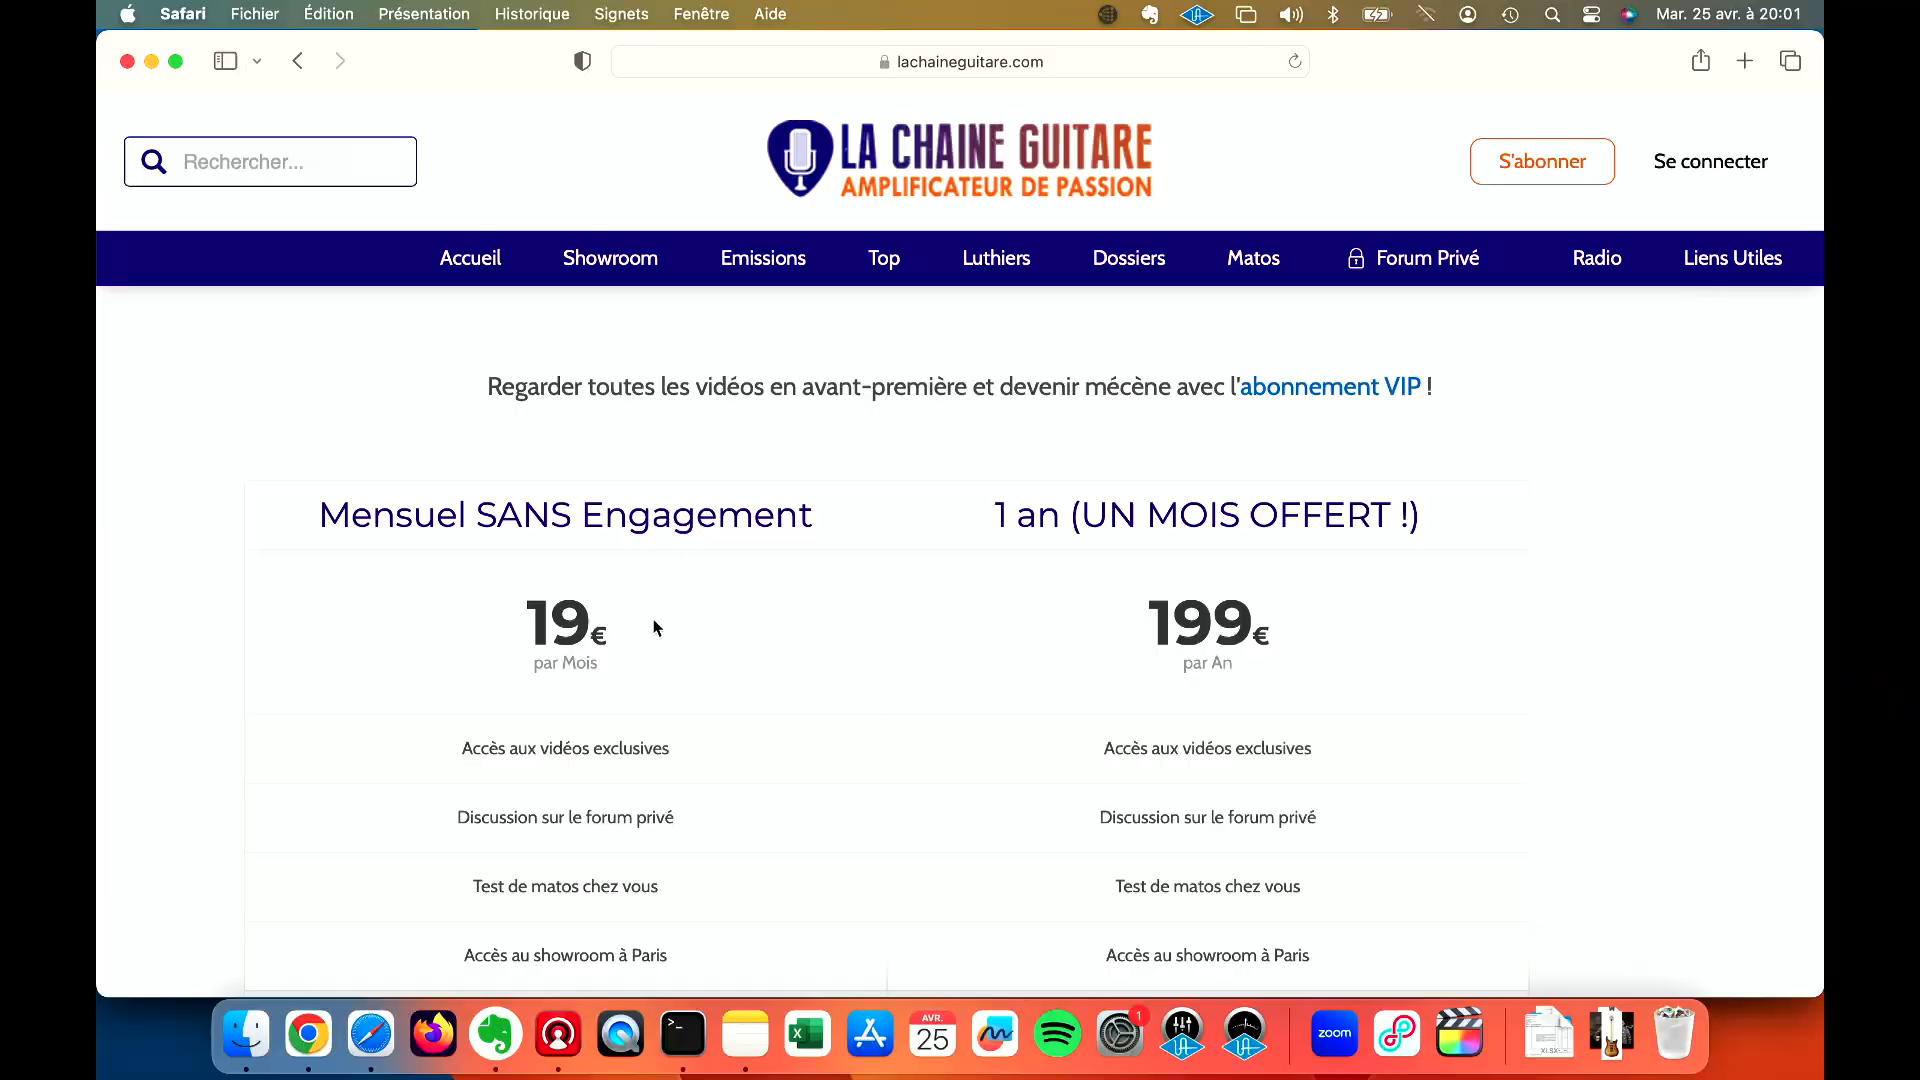 Safari Fichier Édition Présentation Historique Signets Fenêtre Aide Mar. 25 avr. à 20:01
lachaineguitare.com
Rechercher...
LA CHAINE GUITARE
AMPLIFICATEUR DE PASSION
S'abonner Se connecter
Accueil Showroom Emissions Top Luthiers Dossiers Matos Forum Privé Radio Liens Utiles
Regarder toutes les vidéos en avant-première et devenir mécène avec l'abonnement VIP !
Mensuel SANS Engagement 1 an (UN MOIS OFFERT !)
19€ 199€
par Mois par An
Accès aux vidéos exclusives Accès aux vidéos exclusives
Discussion sur le forum privé Discussion sur le forum privé
Test de matos chez vous Test de matos chez vous
Accès au showroom à Paris Accès au showroom à Paris
AVR.
25
1
zoom
XLSX